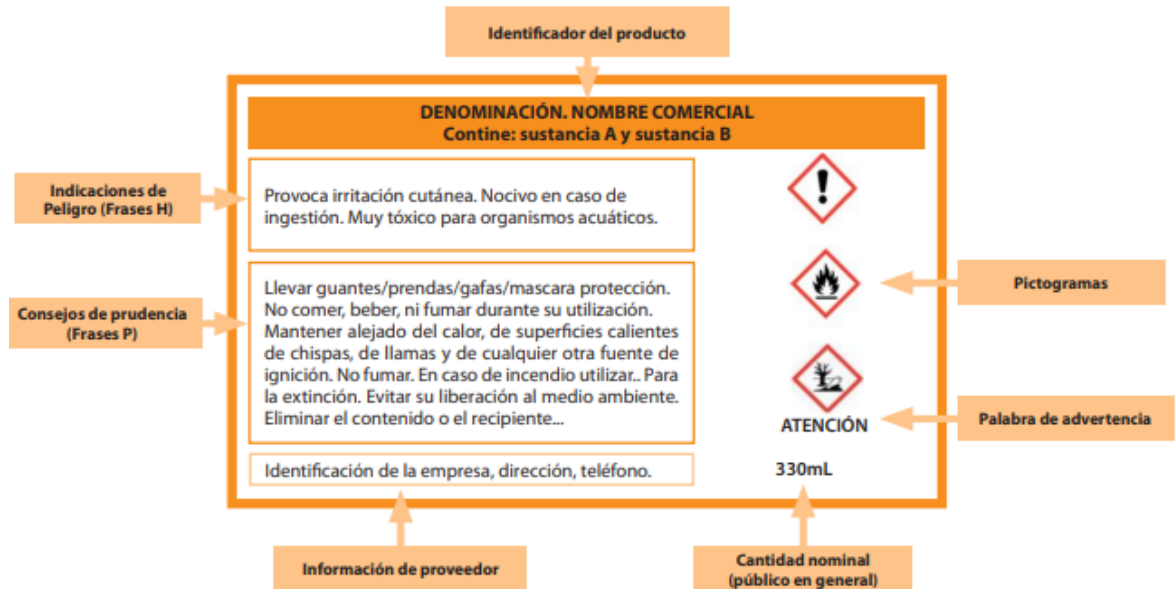 Identificador del producto
DENOMINACIÓN. NOMBRE COMERCIAL
Contine: sustancia A y sustancia B
Indicaciones de
Peligro (Frases H)
Provoca irritación cutánea. Nocivo en caso de
ingestión. Muy tóxico para organismos acuáticos.
Consejos de prudencia
(Frases P)
Llevar guantes/prendas/gafas/mascara protección.
No comer, beber, ni fumar durante su utilización.
Mantener alejado del calor, de superficies calientes
de chispas, de llamas y de cualquier otra fuente de
ignición. No fumar. En caso de incendio utilizar.. Para
la extinción. Evitar su liberación al medio ambiente.
Eliminar el contenido o el recipiente...
Pictogramas
ATENCIÓN
Palabra de advertencia
Identificación de la empresa, dirección, teléfono.
330mL
Información de proveedor
Cantidad nominal
(público en general)